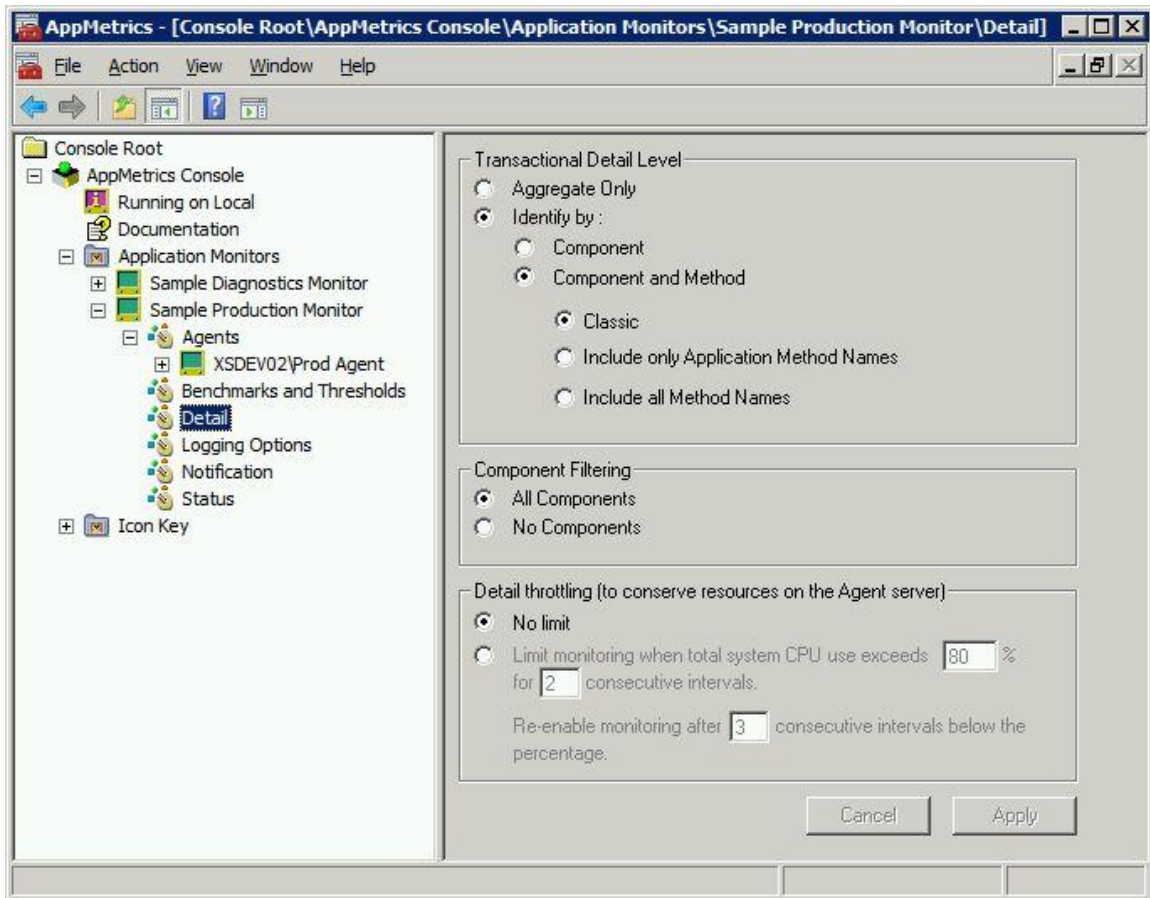 AppMetrics - [Console Root\AppMetrics Console\Application Monitors\Sample Production Monitor\Detail]
File Action View Window Help
Console Root
AppMetrics Console
Running on Local
Documentation
Application Monitors
Sample Diagnostics Monitor
Sample Production Monitor
Agents
XSDEV02\Prod Agent
Benchmarks and Thresholds
Detail
Logging Options
Notification
Status
Icon Key
Transactional Detail Level
Aggregate Only
Identify by :
Component
Component and Method
Classic
Include only Application Method Names
Include all Method Names
Component Filtering
All Components
No Components
Detail throttling (to conserve resources on the Agent server)
No limit
Limit monitoring when total system CPU use exceeds 80 %
for 2 consecutive intervals.
Re-enable monitoring after 3 consecutive intervals below the
percentage.
Cancel Apply